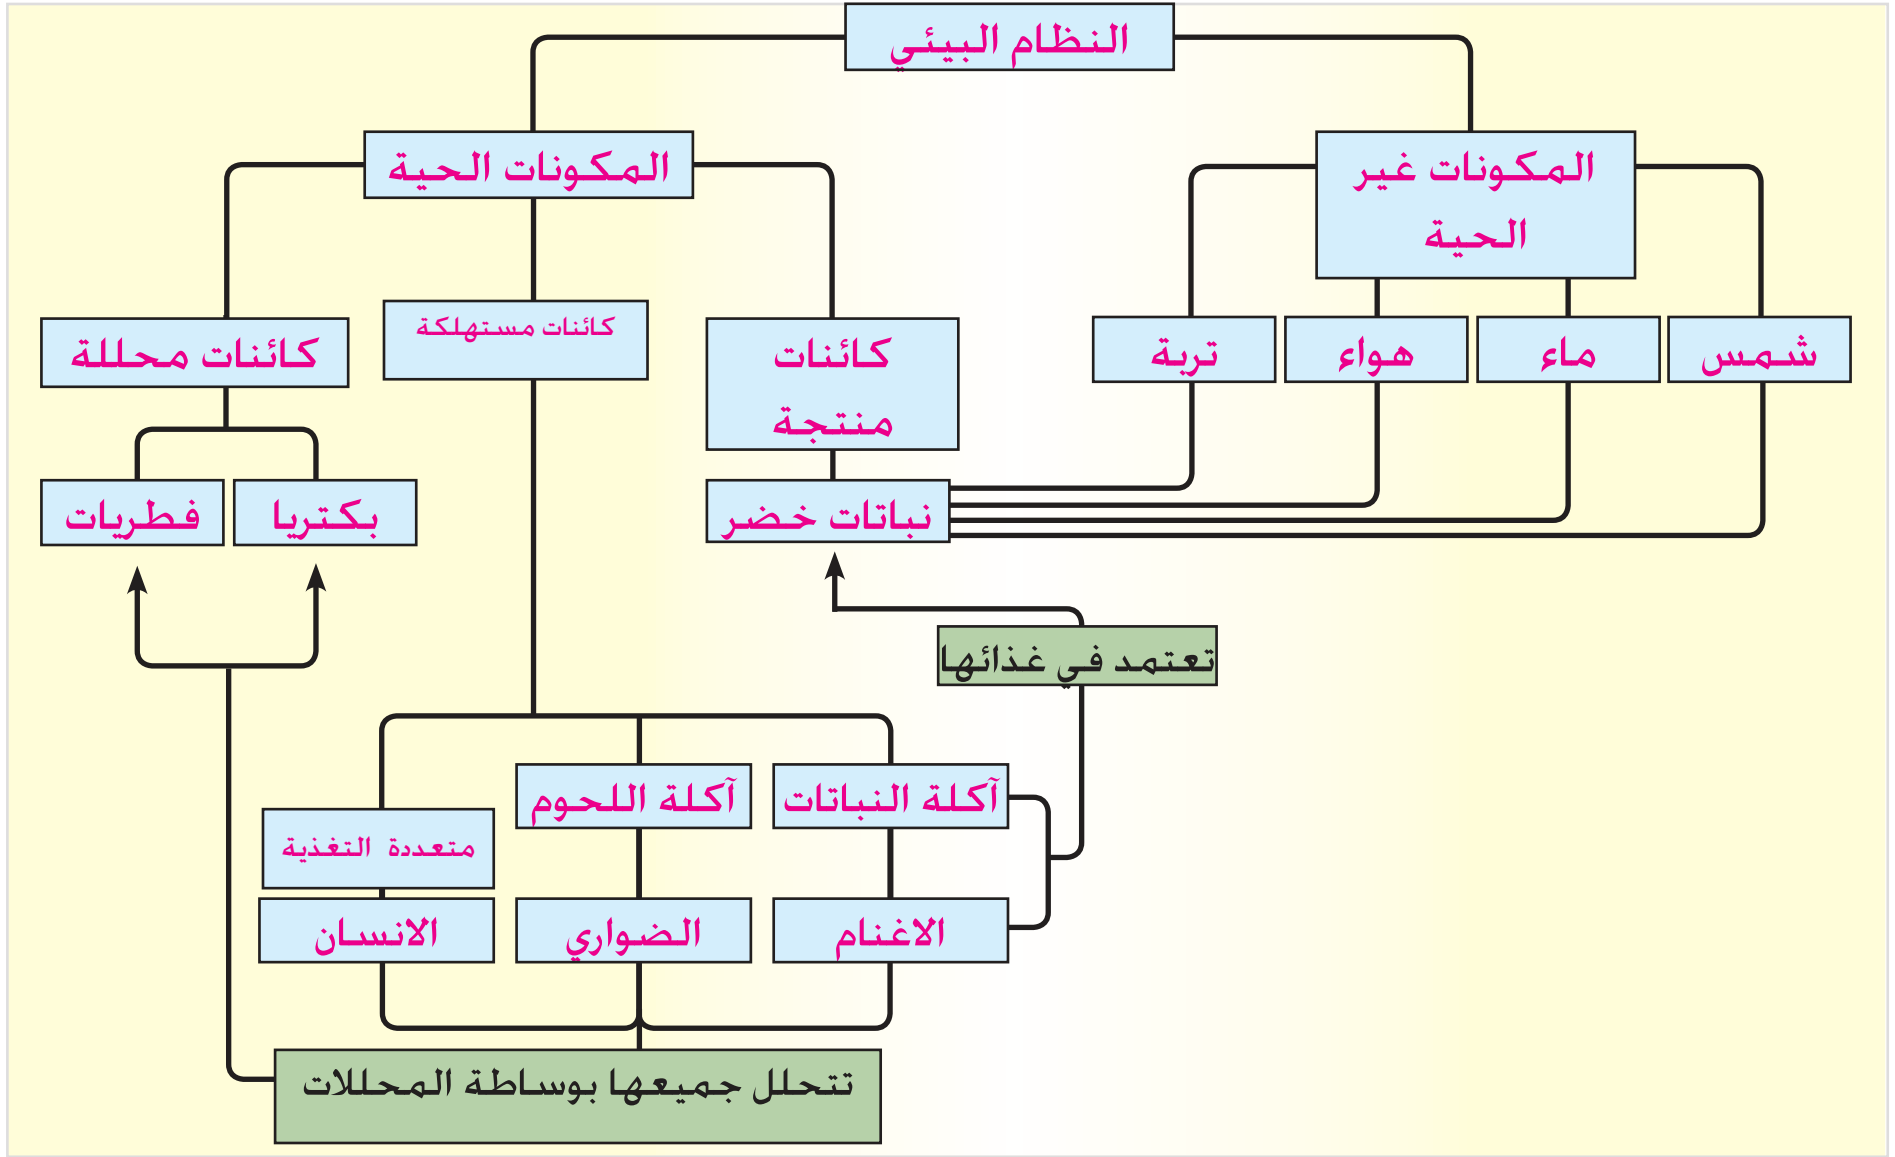 النظام البيئي
المكونات غير
الحية
المكونات الحية
شمس
ماء
هواء
تربة
كائنات
منتجة
كائنات مستهلكة
كائنات محللة
نباتات خضر
بكتريا
فطريات
تعتمد في غذائها
آكلة النباتات
آكلة اللحوم
متعددة التغذية
الاغنام
الضواري
الانسان
تتحلل جميعها بوساطة المحللات